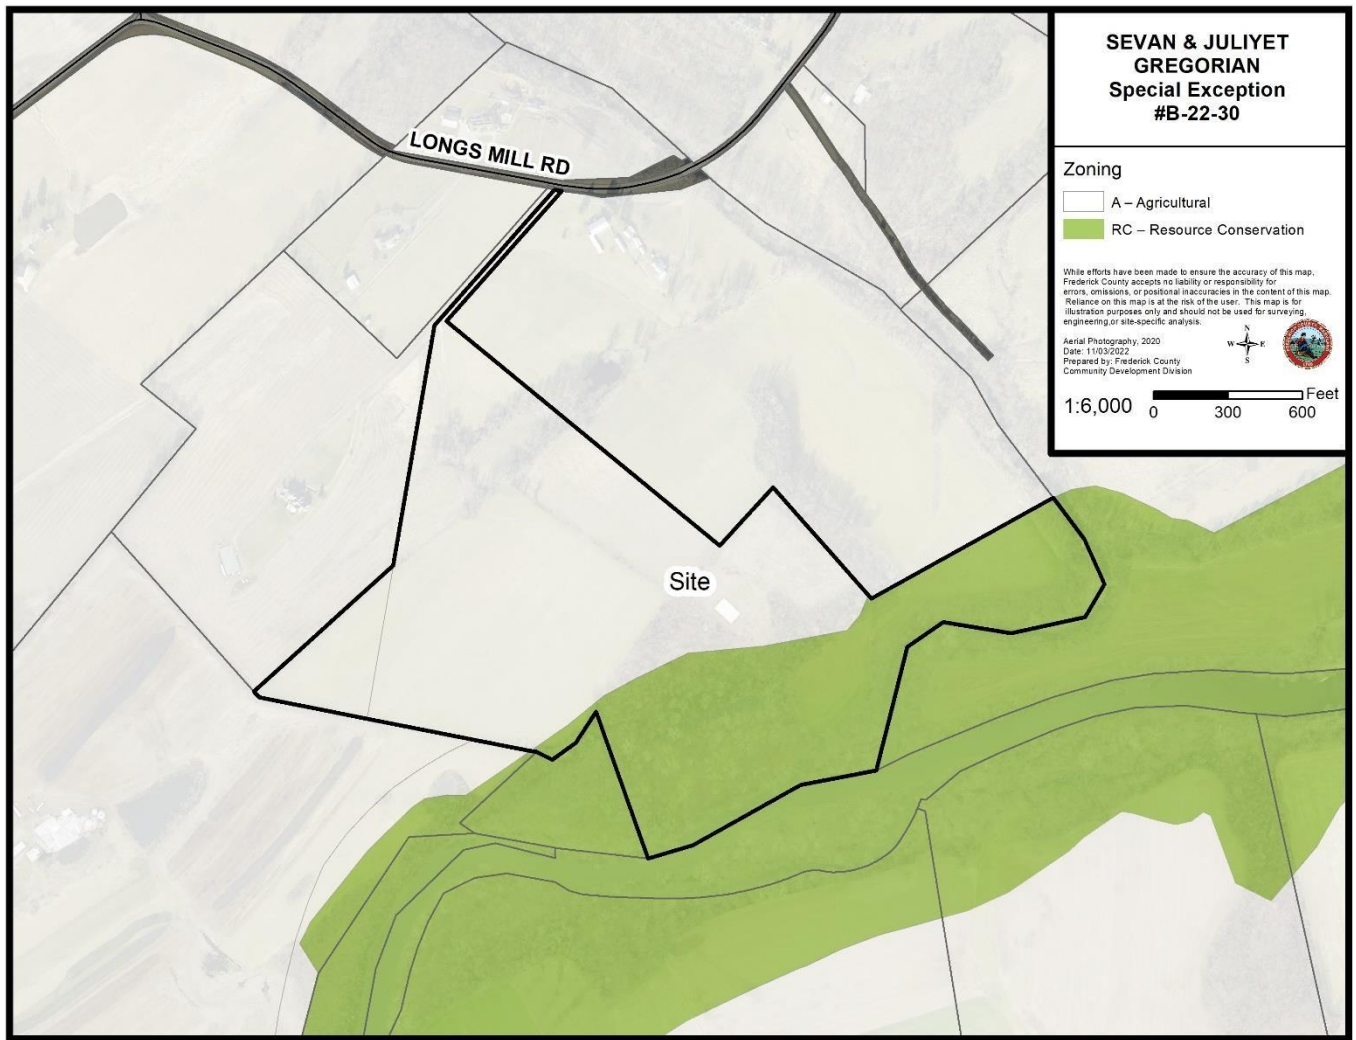 SEVAN & JULIYET
GREGORIAN
Special Exception
#B-22-30
LONGS MILL RD
Zoning
A – Agricultural
RC – Resource Conservation
While efforts have been made to ensure the accuracy of this map,
Frederick County accepts no liability or responsibility for
errors, omissions, or positional inaccuracies in the content of this map.
Reliance on this map is at the risk of the user. This map is for
illustration purposes only and should not be used for surveying,
engineering,or site-specific analysis.
Aerial Photography, 2020
Date: 11/03/2022
Prepared by: Frederick County
Community Development Division
N
W E
S
1:6,000
Feet
0 300 600
Site